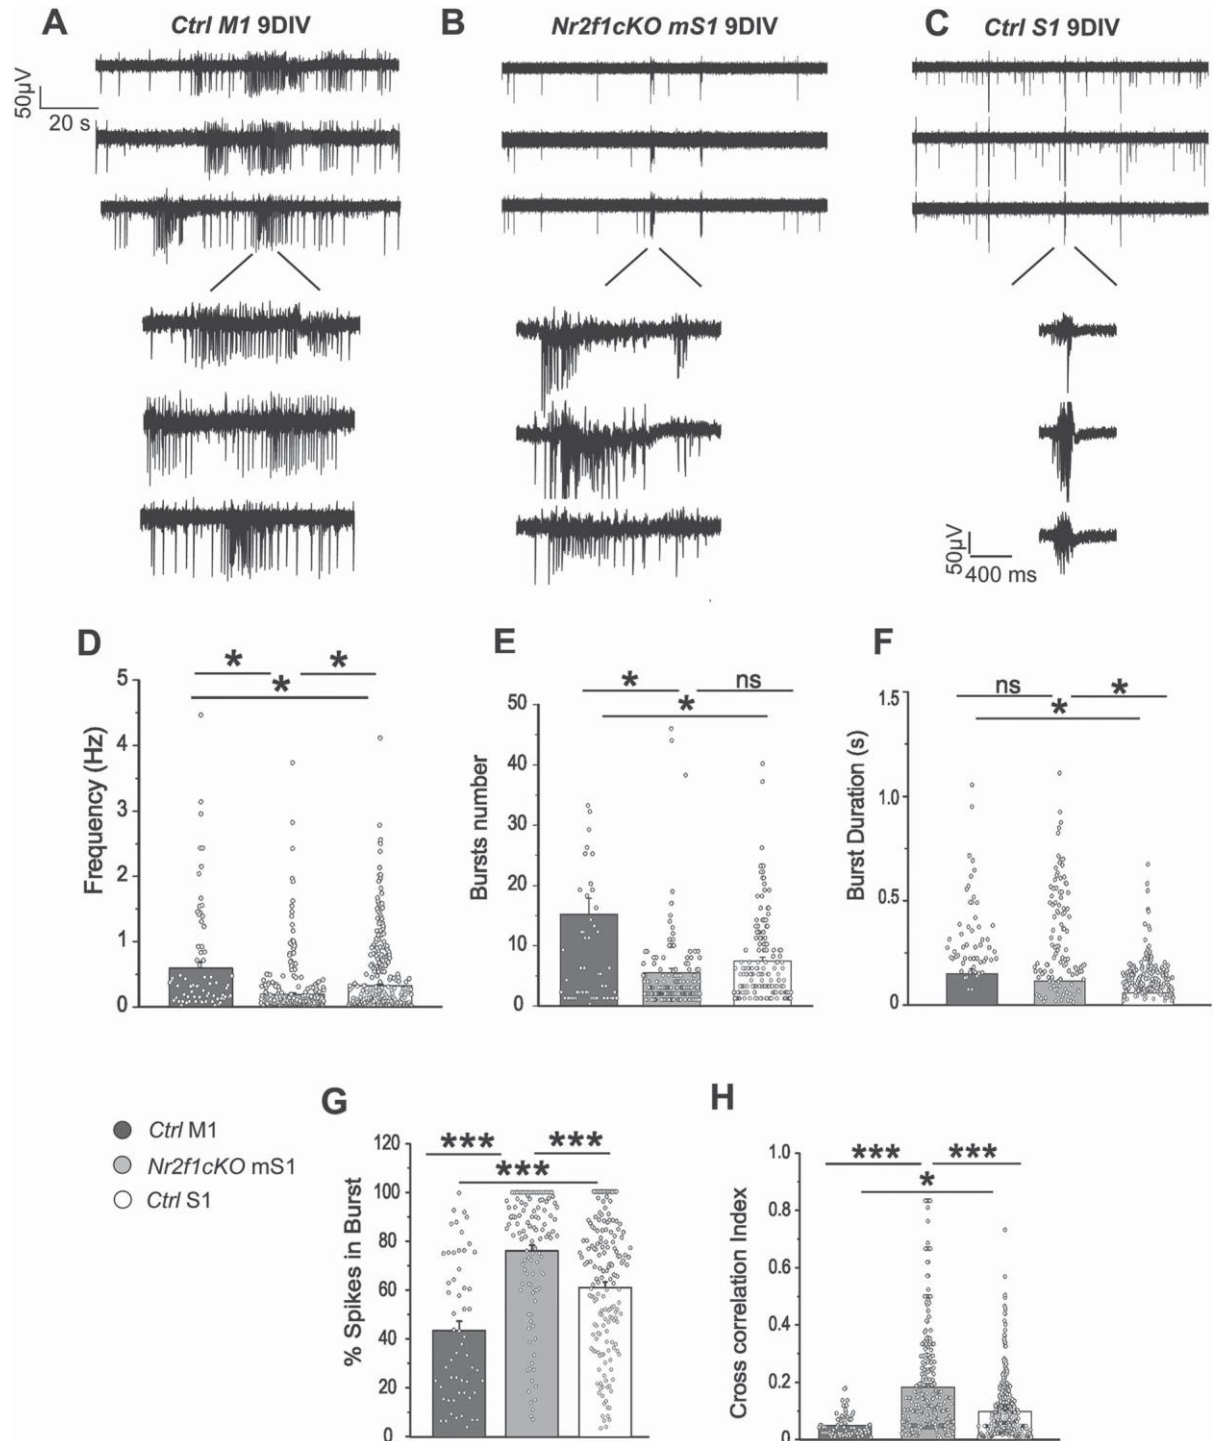 A
Ctrl M1 9DIV
B
Nr2f1cKO mS1 9DIV
C
Ctrl S1 9DIV
50µV
20 s
50µV
400 ms
D
*
*
*
Frequency (Hz)
5
4
3
2
1
0
E
*
ns
*
Bursts number
50
40
30
20
10
0
F
ns
*
*
Burst Duration (s)
1.5
1.0
0.5
0
Ctrl M1
Nr2f1cKO mS1
Ctrl S1
G
***
***
***
% Spikes in Burst
120
100
80
60
40
20
0
H
***
***
*
Cross correlation Index
1.0
0.8
0.6
0.4
0.2
0